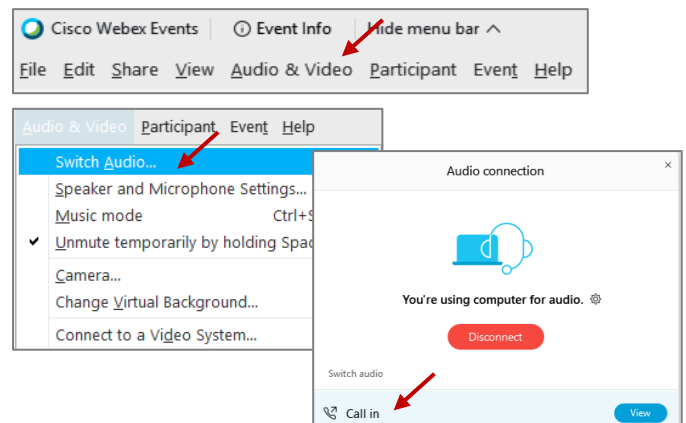 Cisco Webex Events Event Info Hide menu bar
File Edit Share View Audio & Video Participant Event Help
Audio & Video Participant Event Help
Switch Audio...
Speaker and Microphone Settings...
Music mode Ctrl+S
Unmute temporarily by holding Spac
Camera...
Change Virtual Background...
Connect to a Video System...
Audio connection
You're using computer for audio.
Disconnect
Switch audio
Call in View